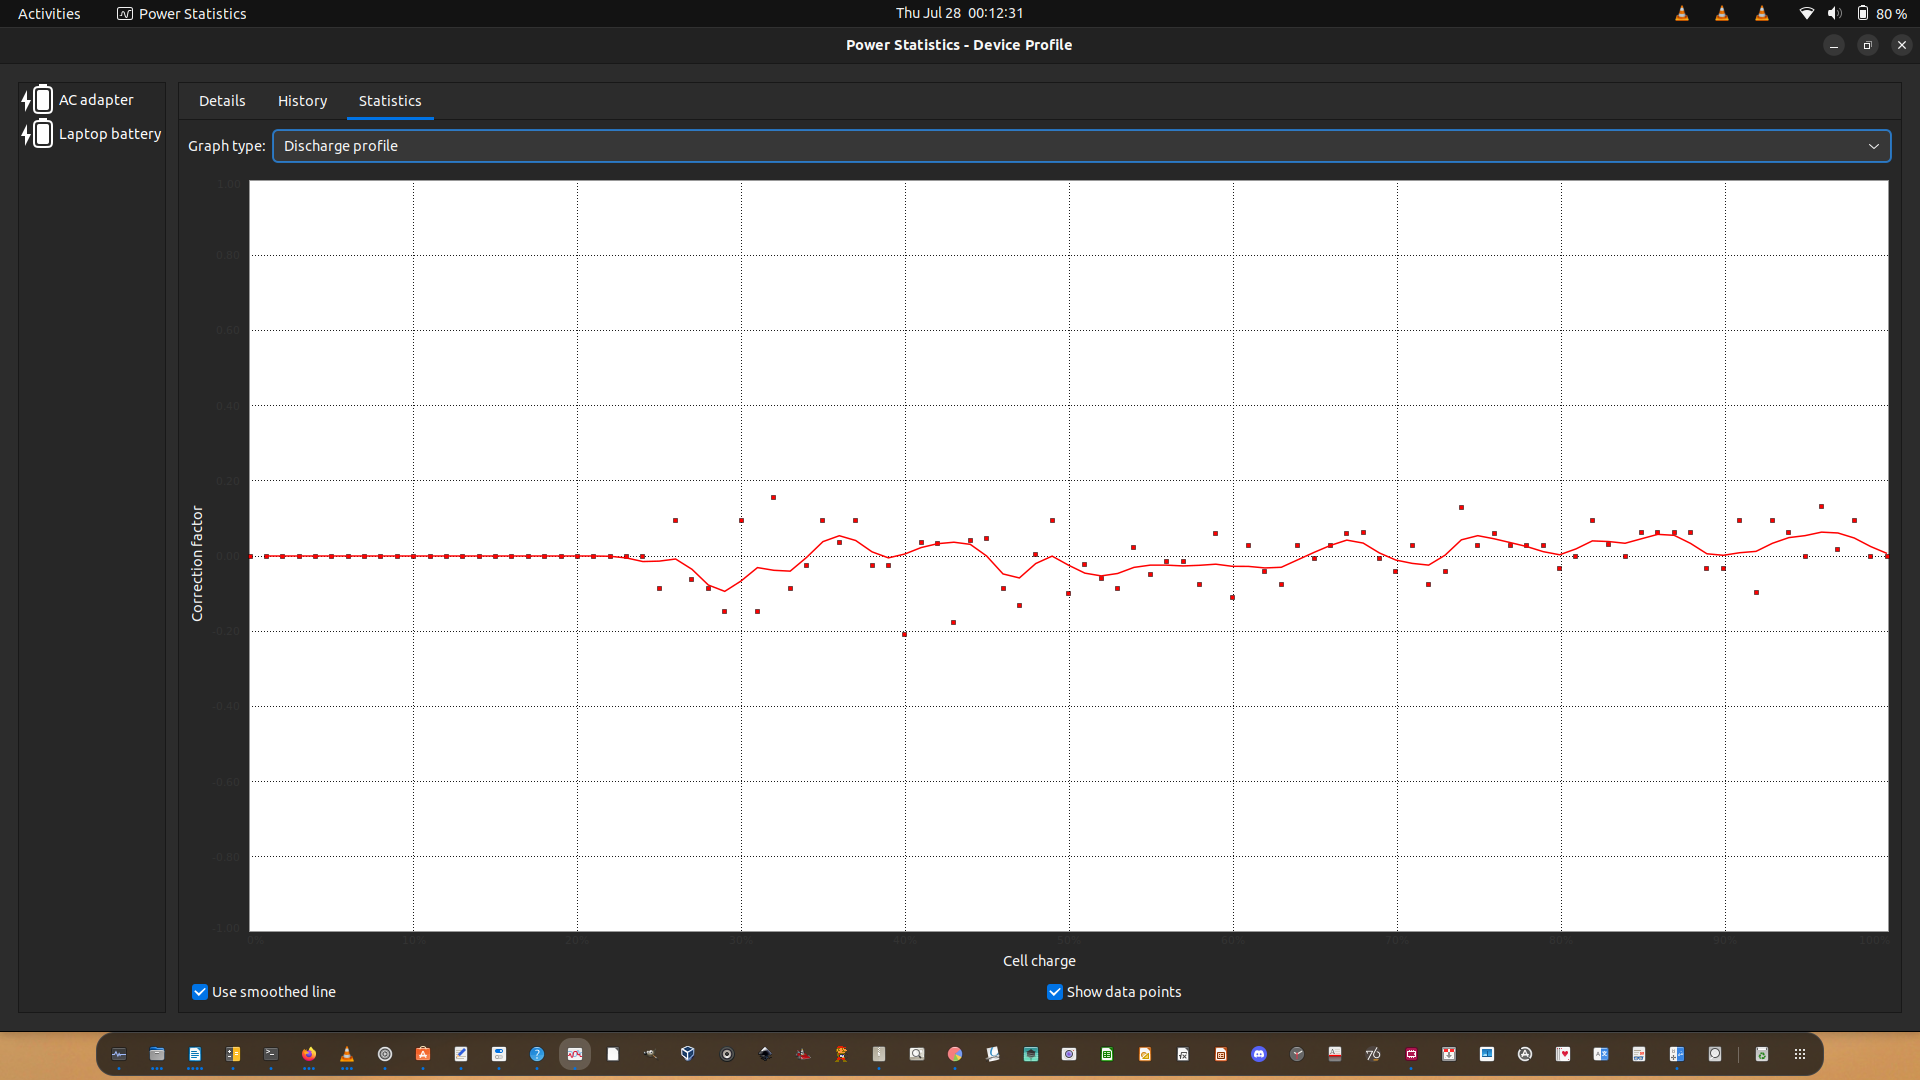 Activities
Power Statistics
Thu Jul 28 00:12:31
80 %
Power Statistics - Device Profile
AC adapter
Laptop battery
Details
History
Statistics
Graph type:
Discharge profile
1.00
0.80
0.60
0.40
0.20
0.00
-0.20
-0.40
-0.60
-0.80
-1.00
Correction factor
0%
10%
20%
30%
40%
50%
60%
70%
80%
90%
100%
Cell charge
Use smoothed line
Show data points